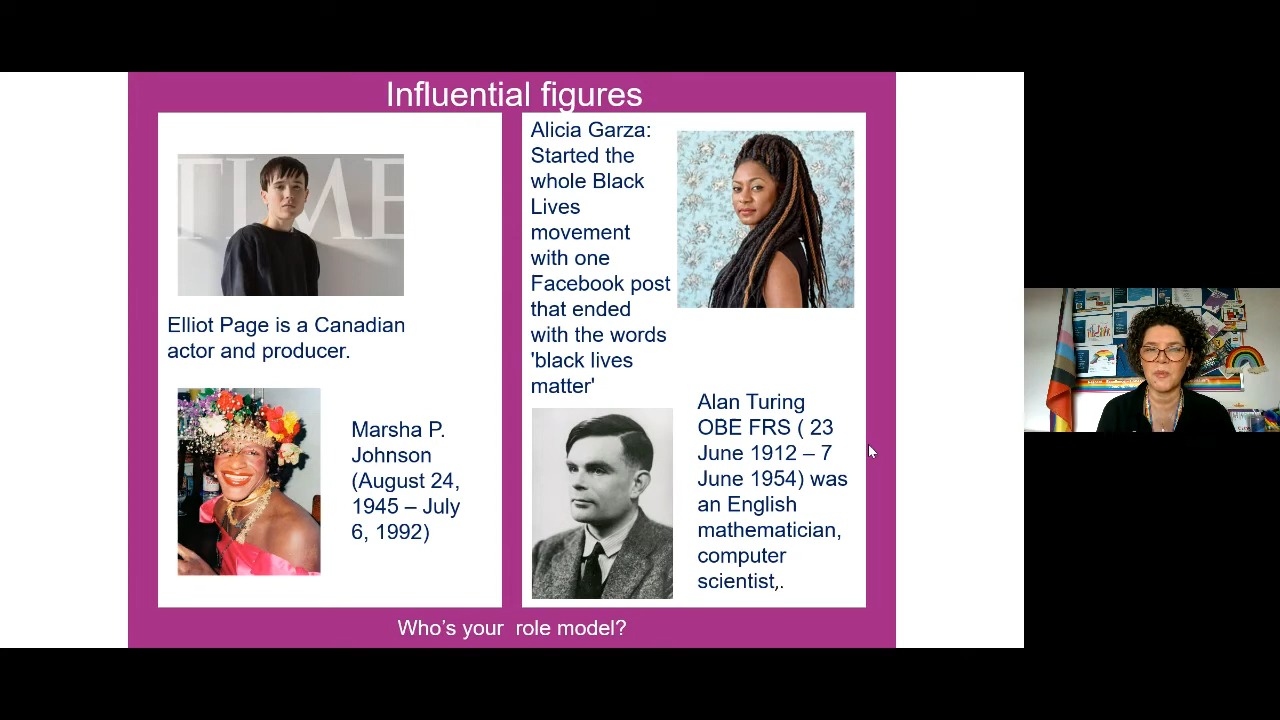 Influential figures
TIME
Elliot Page is a Canadian
actor and producer.
Marsha P.
Johnson
(August 24,
1945 – July
6, 1992)
Alicia Garza:
Started the
whole Black
Lives
movement
with one
Facebook post
that ended
with the words
'black lives
matter'
Alan Turing
OBE FRS ( 23
June 1912 – 7
June 1954) was
an English
mathematician,
computer
scientist,.
Who's your  role model?